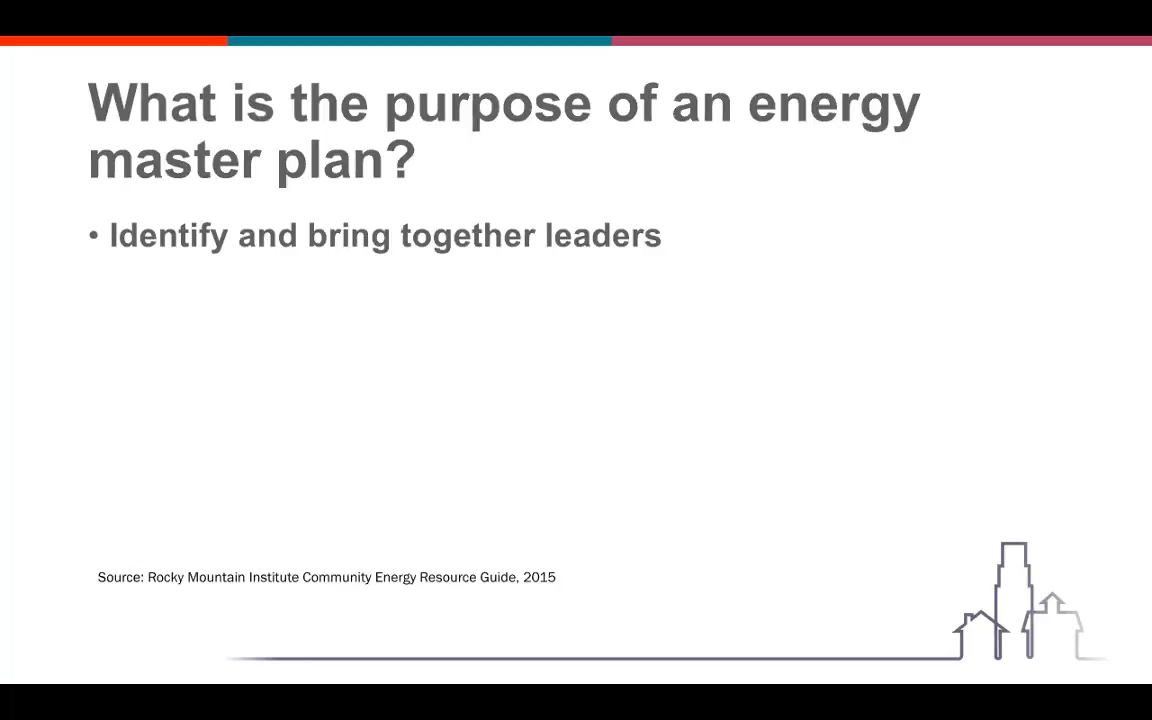 What is the purpose of an energy
master plan?
• Identify and bring together leaders
Source: Rocky Mountain Institute Community Energy Resource Guide, 2015